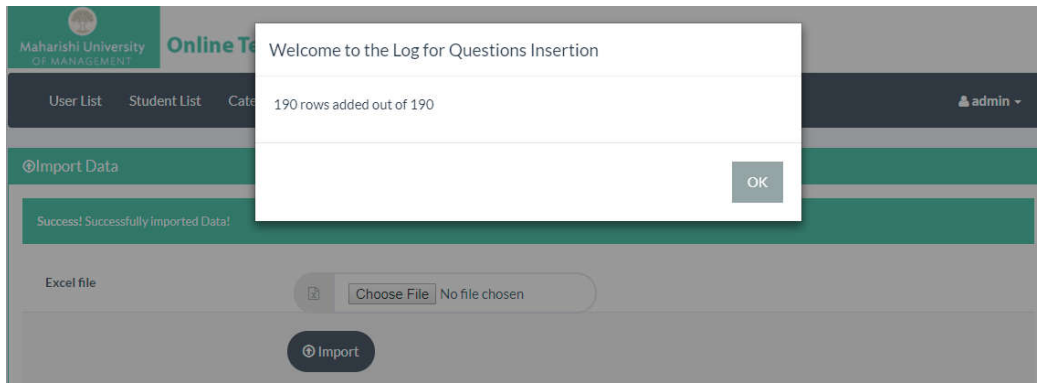 Maharishi University
OF MANAGEMENT
Online Te
Welcome to the Log for Questions Insertion
190 rows added out of 190
OK
User List Student List Cate
admin
Import Data
Success! Successfully imported Data!
Excel file
Choose File No file chosen
Import